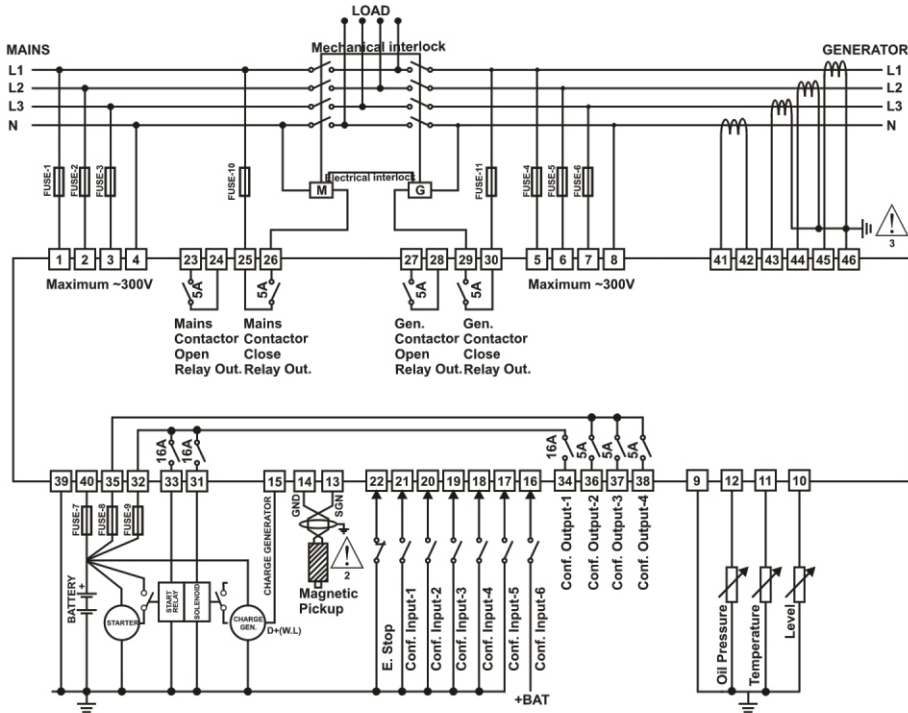 LOAD
MAINS
Mechanical interlock
GENERATOR
L1
L1
L2
L2
L3
L3
N
N
FUSE-1
FUSE-2
FUSE-3
FUSE-10
Electrical interlock
M
G
FUSE-11
FUSE-4
FUSE-5
FUSE-6
3
1 2 3 4 23 24 25 26 27 28 29 30 5 6 7 8 41 42 43 44 45 46
Maximum ~300V
5A
5A
5A
5A
Maximum ~300V
Mains
Contactor
Open
Relay Out.
Mains
Contactor
Close
Relay Out.
Gen.
Contactor
Open
Relay Out.
Gen.
Contactor
Close
Relay Out.
16A
16A
16A
5A
5A
5A
39 40 35 32 33 31 15 14 13 22 21 20 19 18 17 16 34 36 37 38 9 12 11 10
FUSE-7
FUSE-8
FUSE-9
CHARGE GENERATOR
GND
SGN
!
2
Magnetic
Pickup
BATTERY
+
STARTER
START
RELAY
SOLENOID
CHARGE
GEN.
D+(W.L)
E. Stop
Conf. Input-1
Conf. Input-2
Conf. Input-3
Conf. Input-4
Conf. Input-5
Conf. Input-6
+BAT
Conf. Output-1
Conf. Output-2
Conf. Output-3
Conf. Output-4
Oil Pressure
Temperature
Level